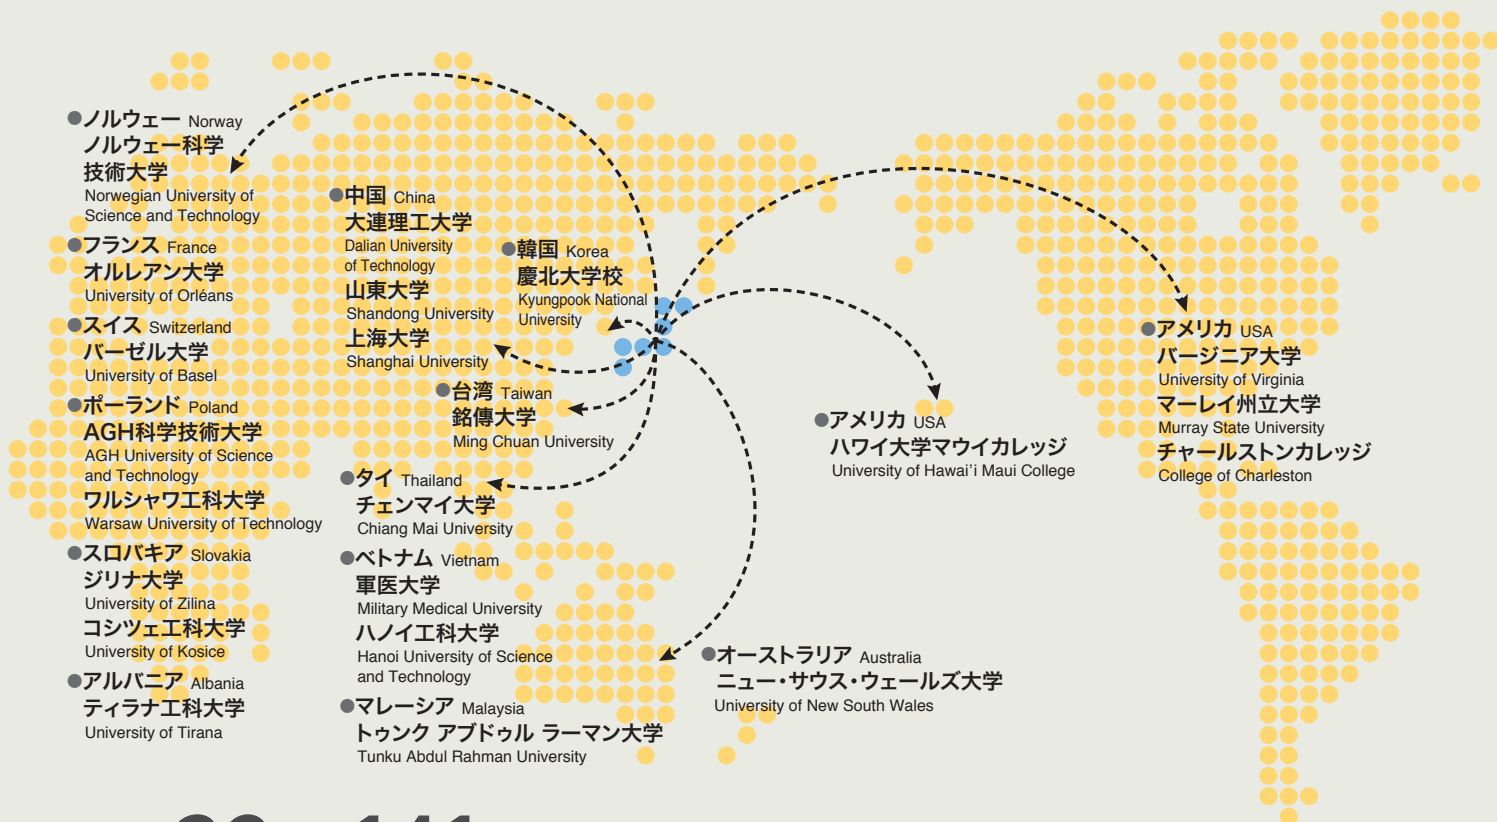 ●ノルウェー Norway
ノルウェー科学
技術大学
Norwegian University of
Science and Technology
●フランス France
オルレアン大学
University of Orléans
●スイス Switzerland
バーゼル大学
University of Basel
●ポーランド Poland
AGH科学技術大学
AGH University of Science
and Technology
ワルシャワ工科大学
Warsaw University of Technology
●スロバキア Slovakia
ジリナ大学
University of Zilina
コシツェ工科大学
University of Kosice
●アルバニア Albania
ティラナ工科大学
University of Tirana
●中国 China
大連理工大学
Dalian University
of Technology
山東大学
Shandong University
上海大学
Shanghai University
●韓国 Korea
慶北大学校
Kyungpook National
University
●台湾 Taiwan
銘傳大学
Ming Chuan University
●タイ Thailand
チェンマイ大学
Chiang Mai University
●ベトナム Vietnam
軍医大学
Military Medical University
ハノイ工科大学
Hanoi University of Science
and Technology
●マレーシア Malaysia
トゥンク アブドゥル ラーマン大学
Tunku Abdul Rahman University
●オーストラリア Australia
ニュー・サウス・ウェールズ大学
University of New South Wales
●アメリカ USA
ハワイ大学マウイカレッジ
University of Hawai'i Maui College
●アメリカ USA
バージニア大学
University of Virginia
マーレイ州立大学
Murray State University
チャールストンカレッジ
College of Charleston